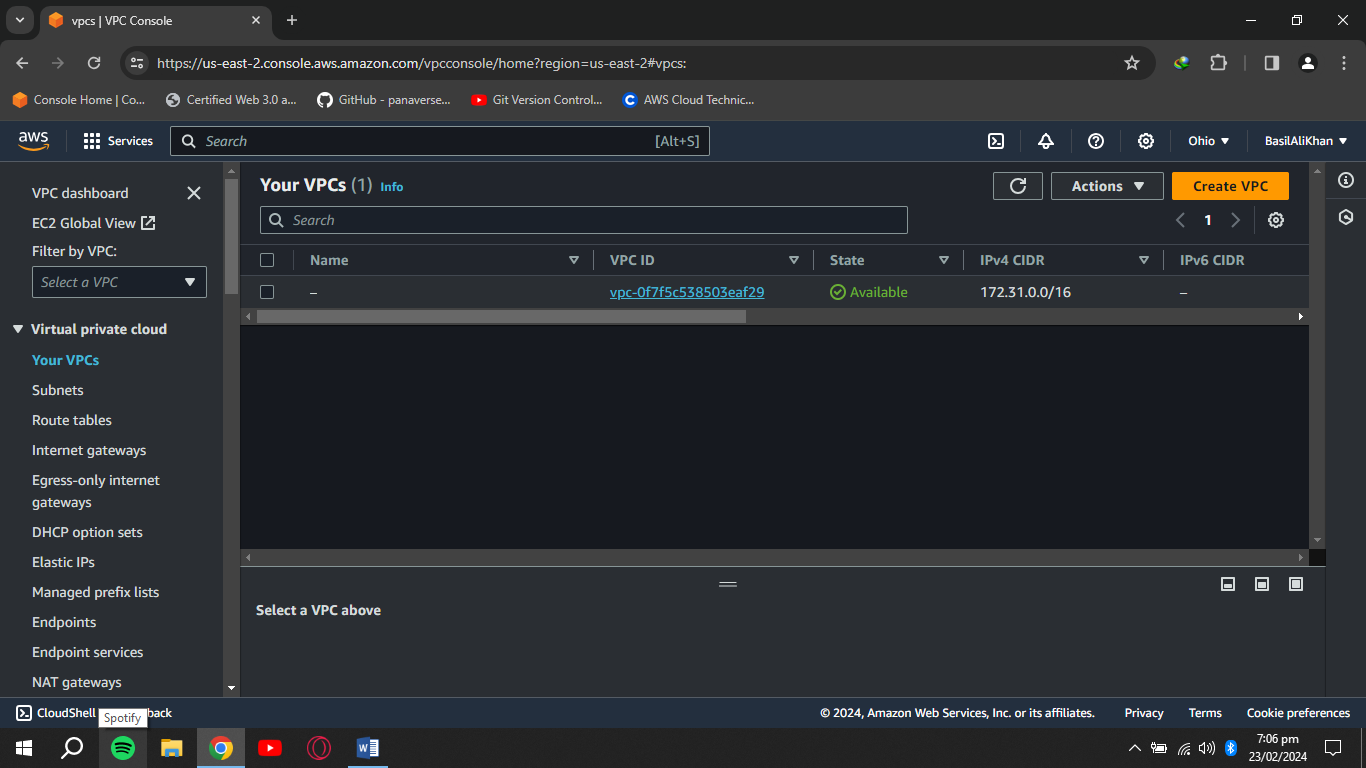 vpcs | VPC Console
https://us-east-2.console.aws.amazon.com/vpcconsole/home?region=us-east-2#vpcs:
Console Home | Co...
Certified Web 3.0 a...
GitHub - panaverse...
Git Version Control...
AWS Cloud Technic...
aws
Services
Search
[Alt+S]
Ohio
BasilAliKhan
VPC dashboard
EC2 Global View
Filter by VPC:
Select a VPC
Virtual private cloud
Your VPCs
Subnets
Route tables
Internet gateways
Egress-only internet
gateways
DHCP option sets
Elastic IPs
Managed prefix lists
Endpoints
Endpoint services
NAT gateways
Your VPCs (1) Info
Actions
Create VPC
Search
1
Name
VPC ID
State
IPv4 CIDR
IPv6 CIDR
–
vpc-0f7f5c538503eaf29
Available
172.31.0.0/16
–
Select a VPC above
CloudShell
back
Spotify
© 2024, Amazon Web Services, Inc. or its affiliates.
Privacy
Terms
Cookie preferences
7:06 pm
23/02/2024